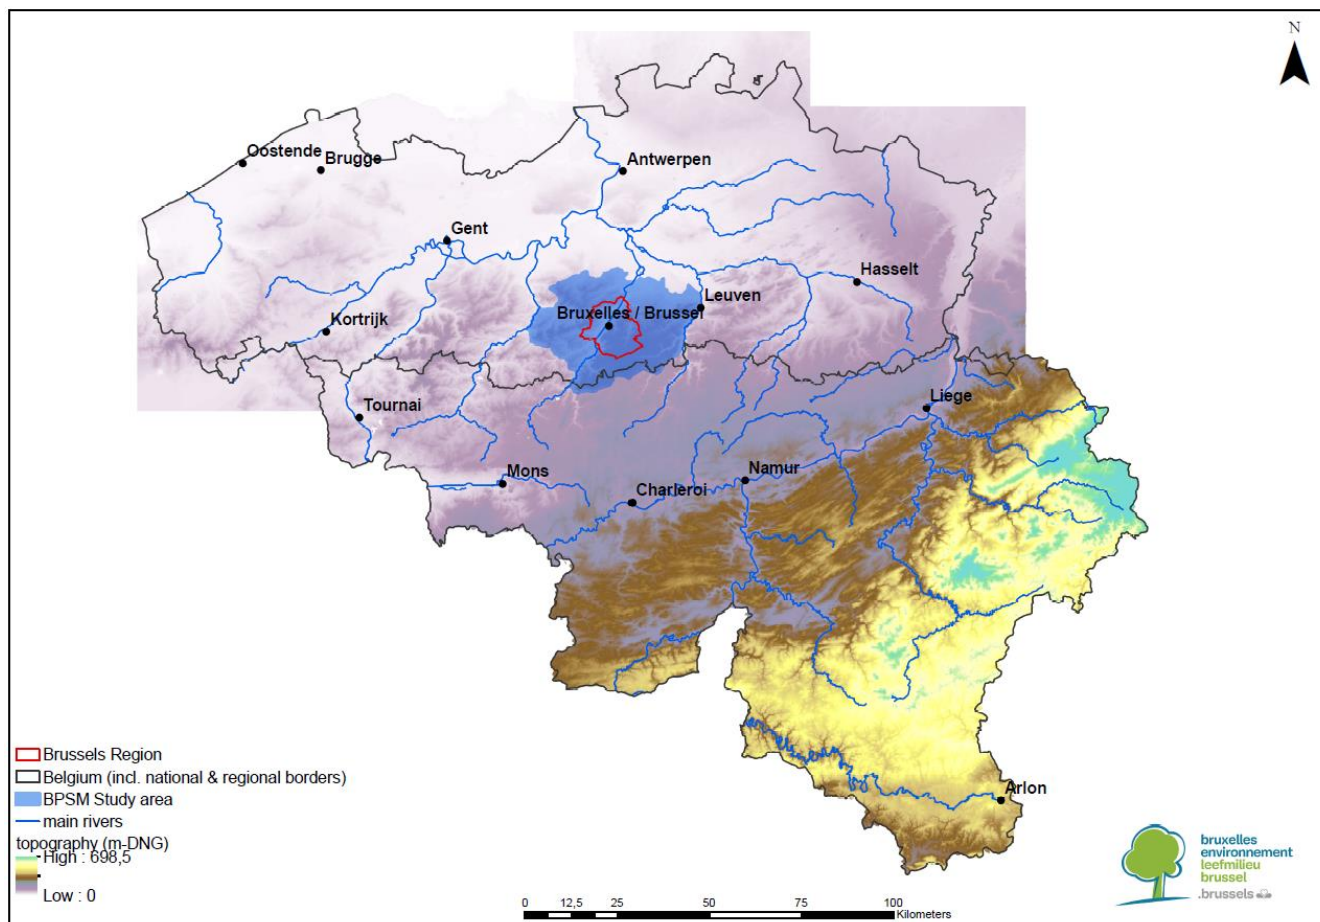 N
Oostende
Brugge
Antwerpen
Gent
Hasselt
Leuven
Bruxelles / Brussel
Kortrijk
Tournai
Liege
Mons
Namur
Charleroi
Arlon
Brussels Region
Belgium (incl. national & regional borders)
BPSM Study area
main rivers
topography (m-DNG)
High : 698,5
Low : 0
0 12,5 25 50 75 100
Kilometers
bruxelles
environnement
leefmilieu
brussel
.brussels